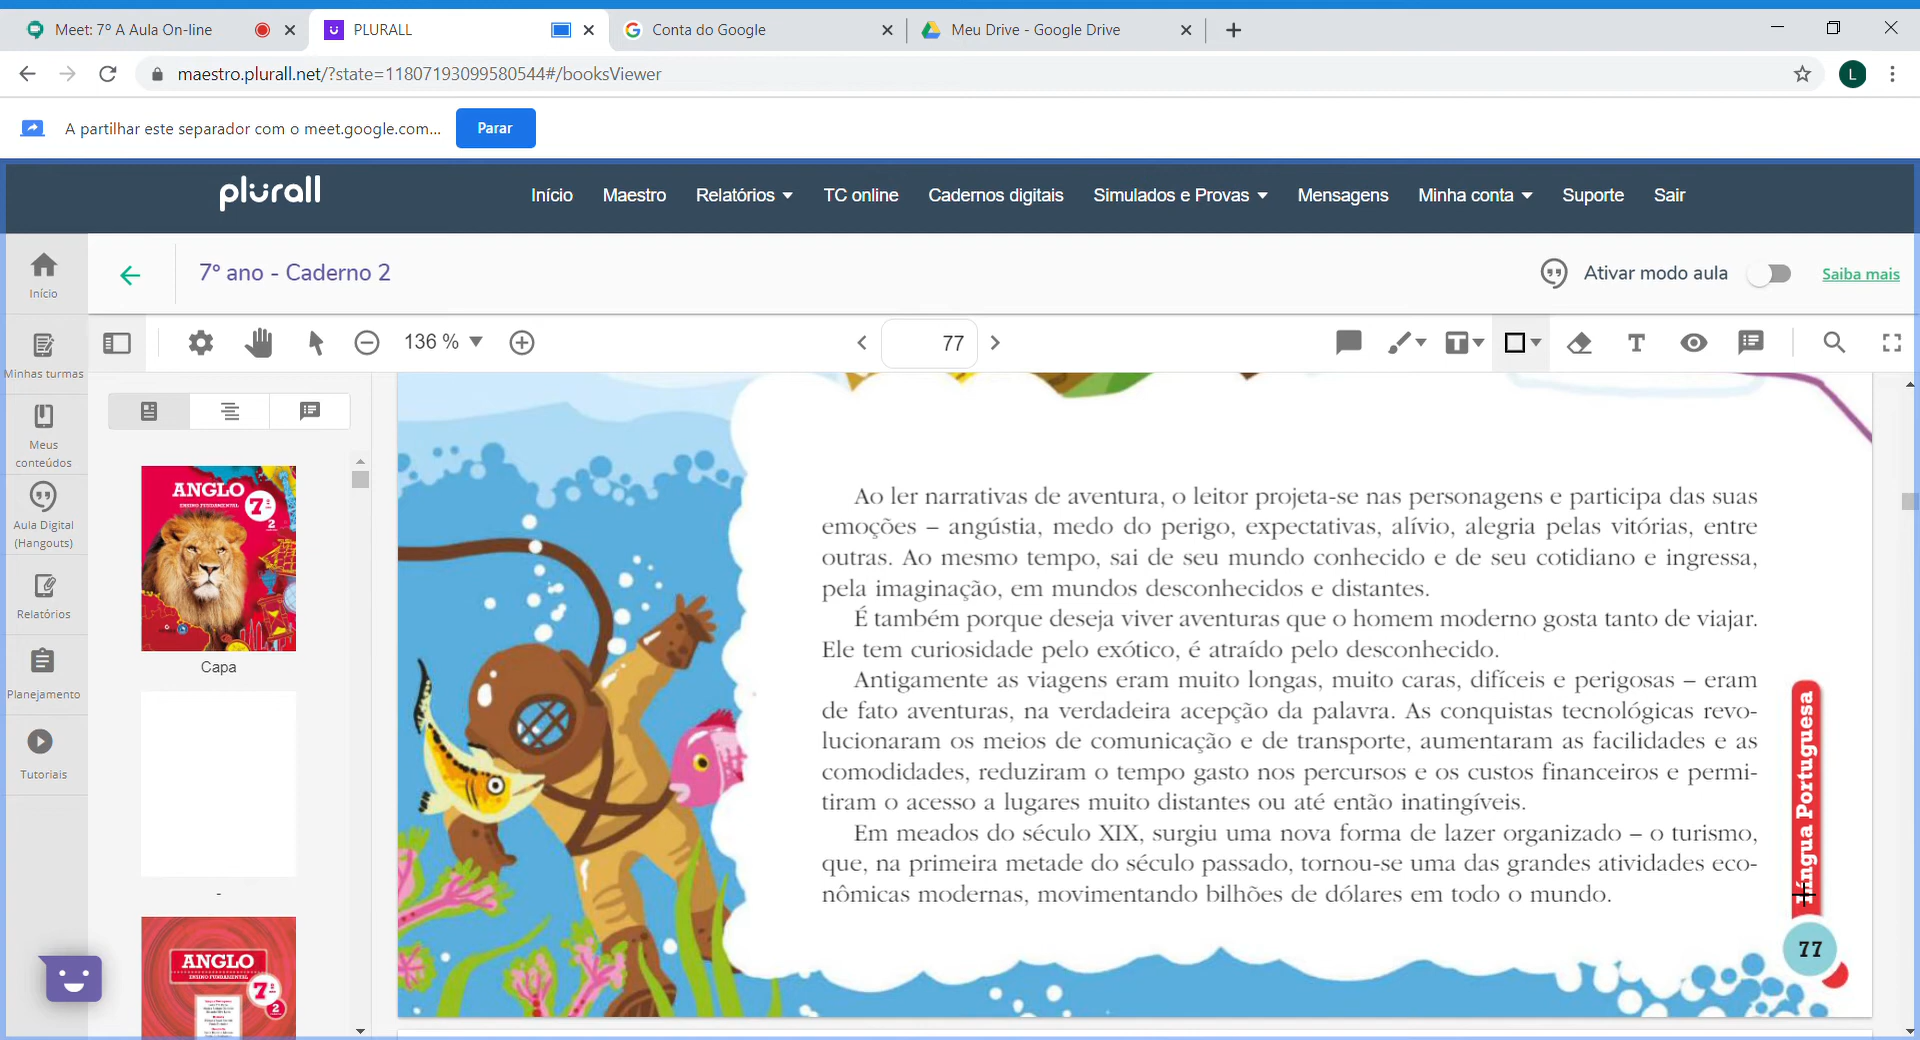 Meet: 7º A Aula On-line
PLURALL
Conta do Google
Meu Drive - Google Drive
maestro.plurall.net/?state=11807193099580544#/booksViewer
L
A partilhar este separador com o meet.google.com...
Parar
plurall
Início
Maestro
Relatórios
TC online
Cadernos digitais
Simulados e Provas
Mensagens
Minha conta
Suporte
Sair
Início
Minhas turmas
Meus
conteúdos
Aula Digital
(Hangouts)
Relatórios
Planejamento
Tutoriais
7º ano - Caderno 2
Ativar modo aula
Saiba mais
136 %
77
ANGLO
ENSINO FUNDAMENTAL
7º
2
Capa
-
ANGLO
ENSINO FUNDAMENTAL
7º
2
Ao ler narrativas de aventura, o leitor projeta-se nas personagens e participa das suas
emoções – angústia, medo do perigo, expectativas, alívio, alegria pelas vitórias, entre
outras. Ao mesmo tempo, sai de seu mundo conhecido e de seu cotidiano e ingressa,
pela imaginação, em mundos desconhecidos e distantes.
É também porque deseja viver aventuras que o homem moderno gosta tanto de viajar.
Ele tem curiosidade pelo exótico, é atraído pelo desconhecido.
Antigamente as viagens eram muito longas, muito caras, difíceis e perigosas – eram
de fato aventuras, na verdadeira acepção da palavra. As conquistas tecnológicas revo-
lucionaram os meios de comunicação e de transporte, aumentaram as facilidades e as
comodidades, reduziram o tempo gasto nos percursos e os custos financeiros e permi-
tiram o acesso a lugares muito distantes ou até então inatingíveis.
Em meados do século XIX, surgiu uma nova forma de lazer organizado – o turismo,
que, na primeira metade do século passado, tornou-se uma das grandes atividades eco-
nômicas modernas, movimentando bilhões de dólares em todo o mundo.
Língua Portuguesa
77